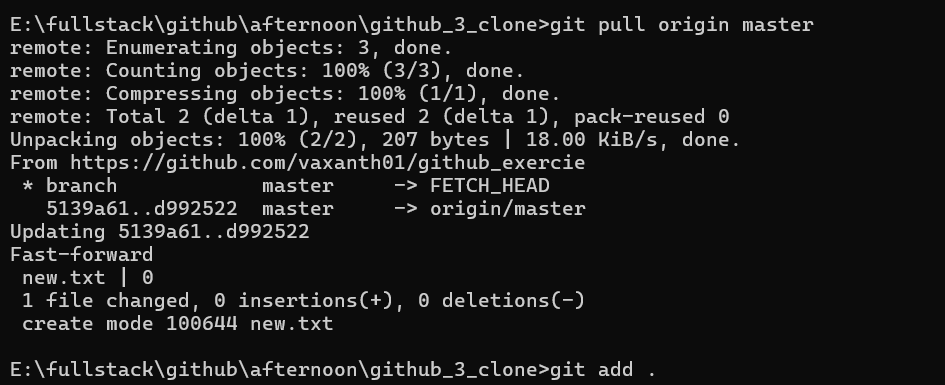 E:\fullstack\github\afternoon\github_3_clone>git pull origin master
remote: Enumerating objects: 3, done.
remote: Counting objects: 100% (3/3), done.
remote: Compressing objects: 100% (1/1), done.
remote: Total 2 (delta 1), reused 2 (delta 1), pack-reused 0
Unpacking objects: 100% (2/2), 207 bytes | 18.00 KiB/s, done.
From https://github.com/vaxanth01/github_exercie
 * branch            master     -> FETCH_HEAD
   5139a61..d992522  master     -> origin/master
Updating 5139a61..d992522
Fast-forward
 new.txt | 0
 1 file changed, 0 insertions(+), 0 deletions(-)
 create mode 100644 new.txt
E:\fullstack\github\afternoon\github_3_clone>git add .